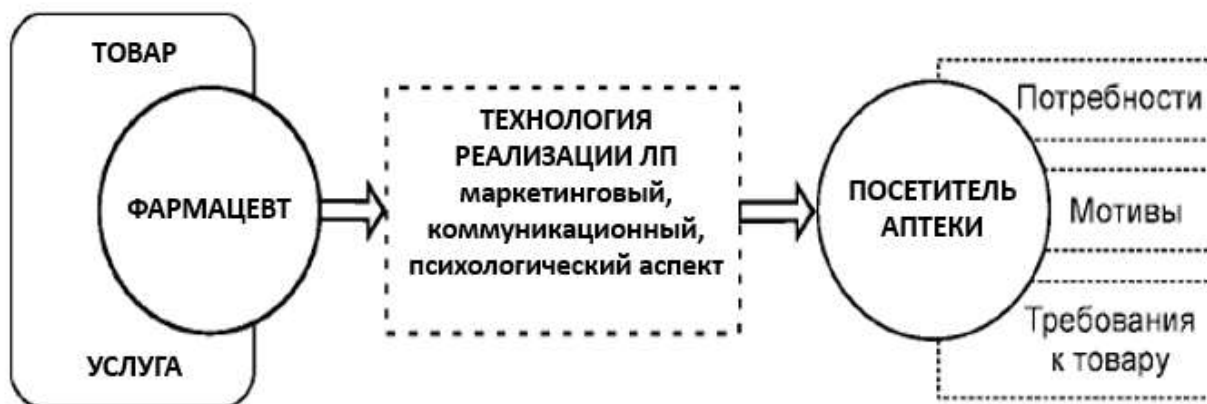 ТОВАР
ФАРМАЦЕВТ
УСЛУГА
ТЕХНОЛОГИЯ
РЕАЛИЗАЦИИ ЛП
маркетинговый,
коммуникационный,
психологический аспект
ПОСЕТИТЕЛЬ
АПТЕКИ
Потребности
Мотивы
Требования
к товару